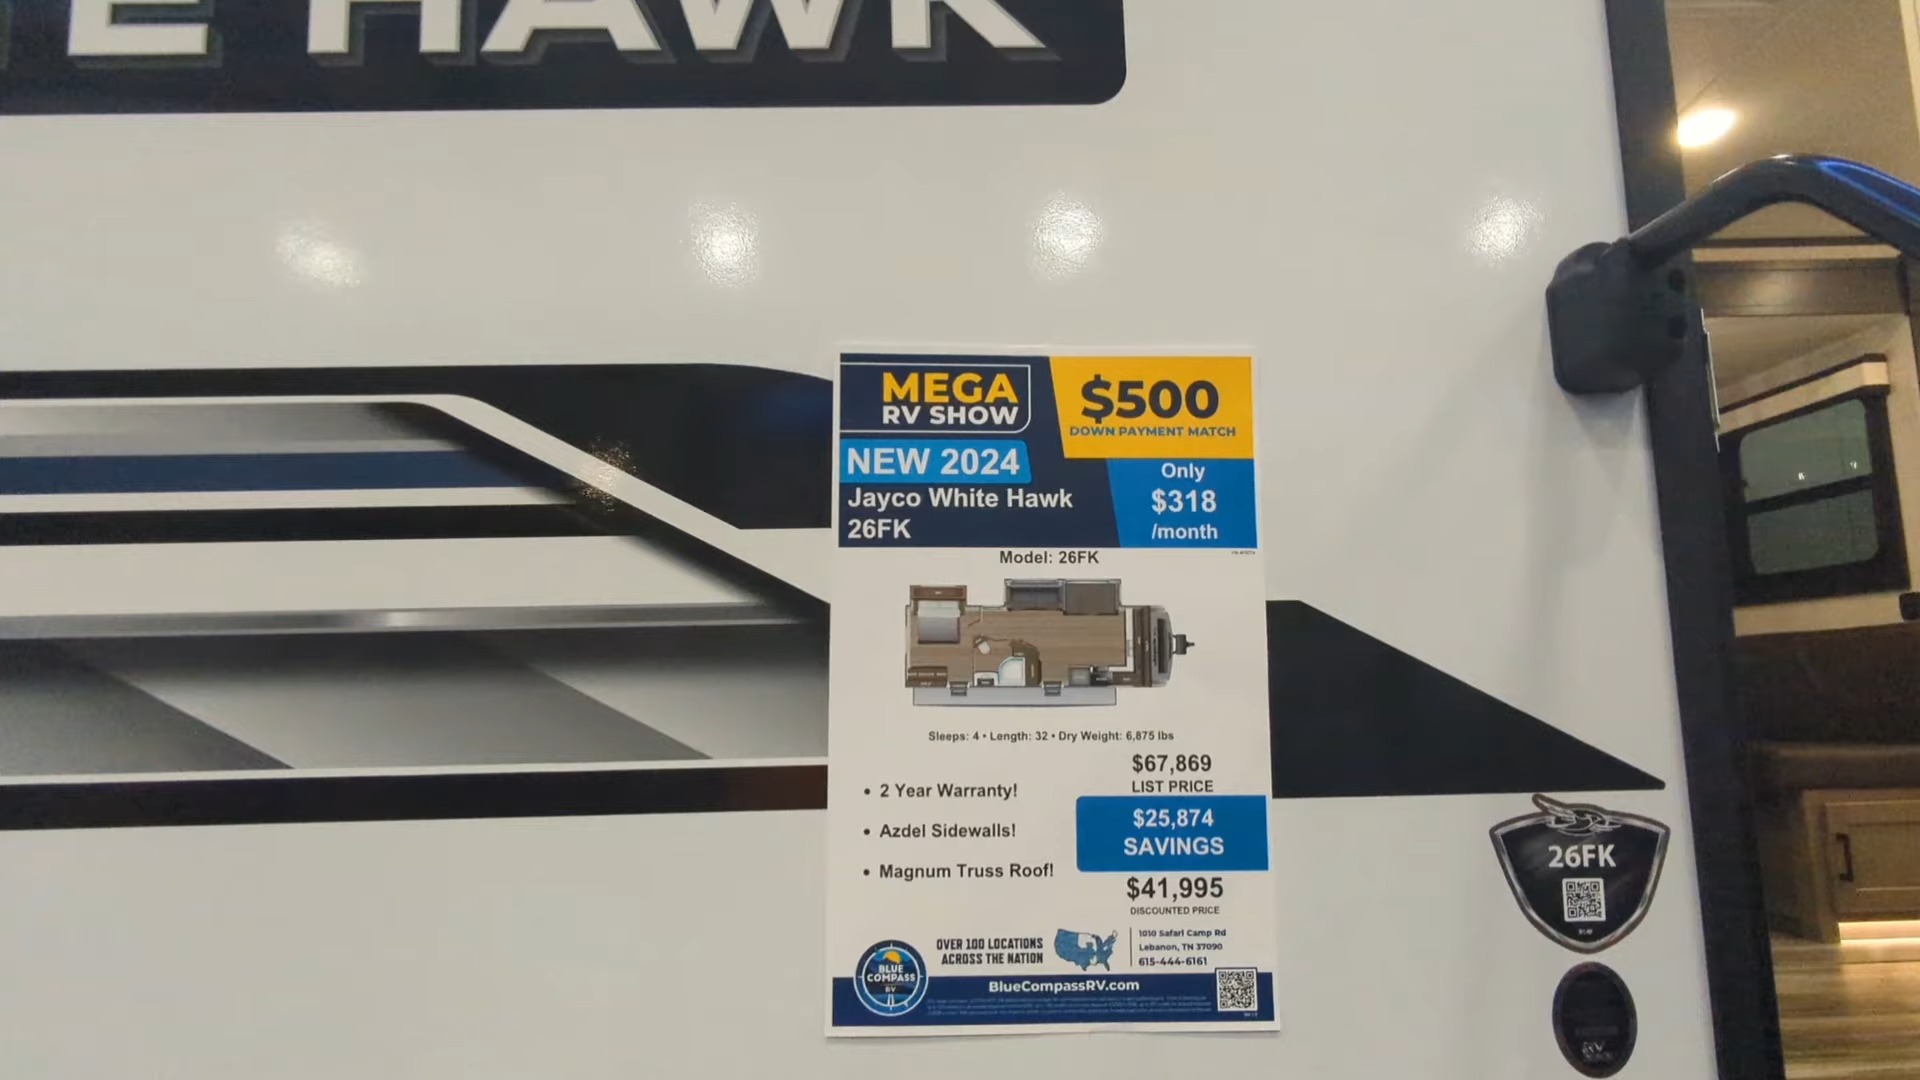 E HAWK
MEGA
RV SHOW
$500
DOWN PAYMENT MATCH
NEW 2024
Jayco White Hawk
26FK
Only
$318
/month
Model: 26FK
Sleeps: 4 • Length: 32 • Dry Weight: 6,875 lbs
• 2 Year Warranty!
• Azdel Sidewalls!
• Magnum Truss Roof!
$67,869
LIST PRICE
$25,874
SAVINGS
$41,995
DISCOUNTED PRICE
BLUE
COMPASS
RV
OVER 100 LOCATIONS
ACROSS THE NATION
1010 Safari Camp Rd
Lebanon, TN 37090
615-444-6161
BlueCompassRV.com
26FK
RV